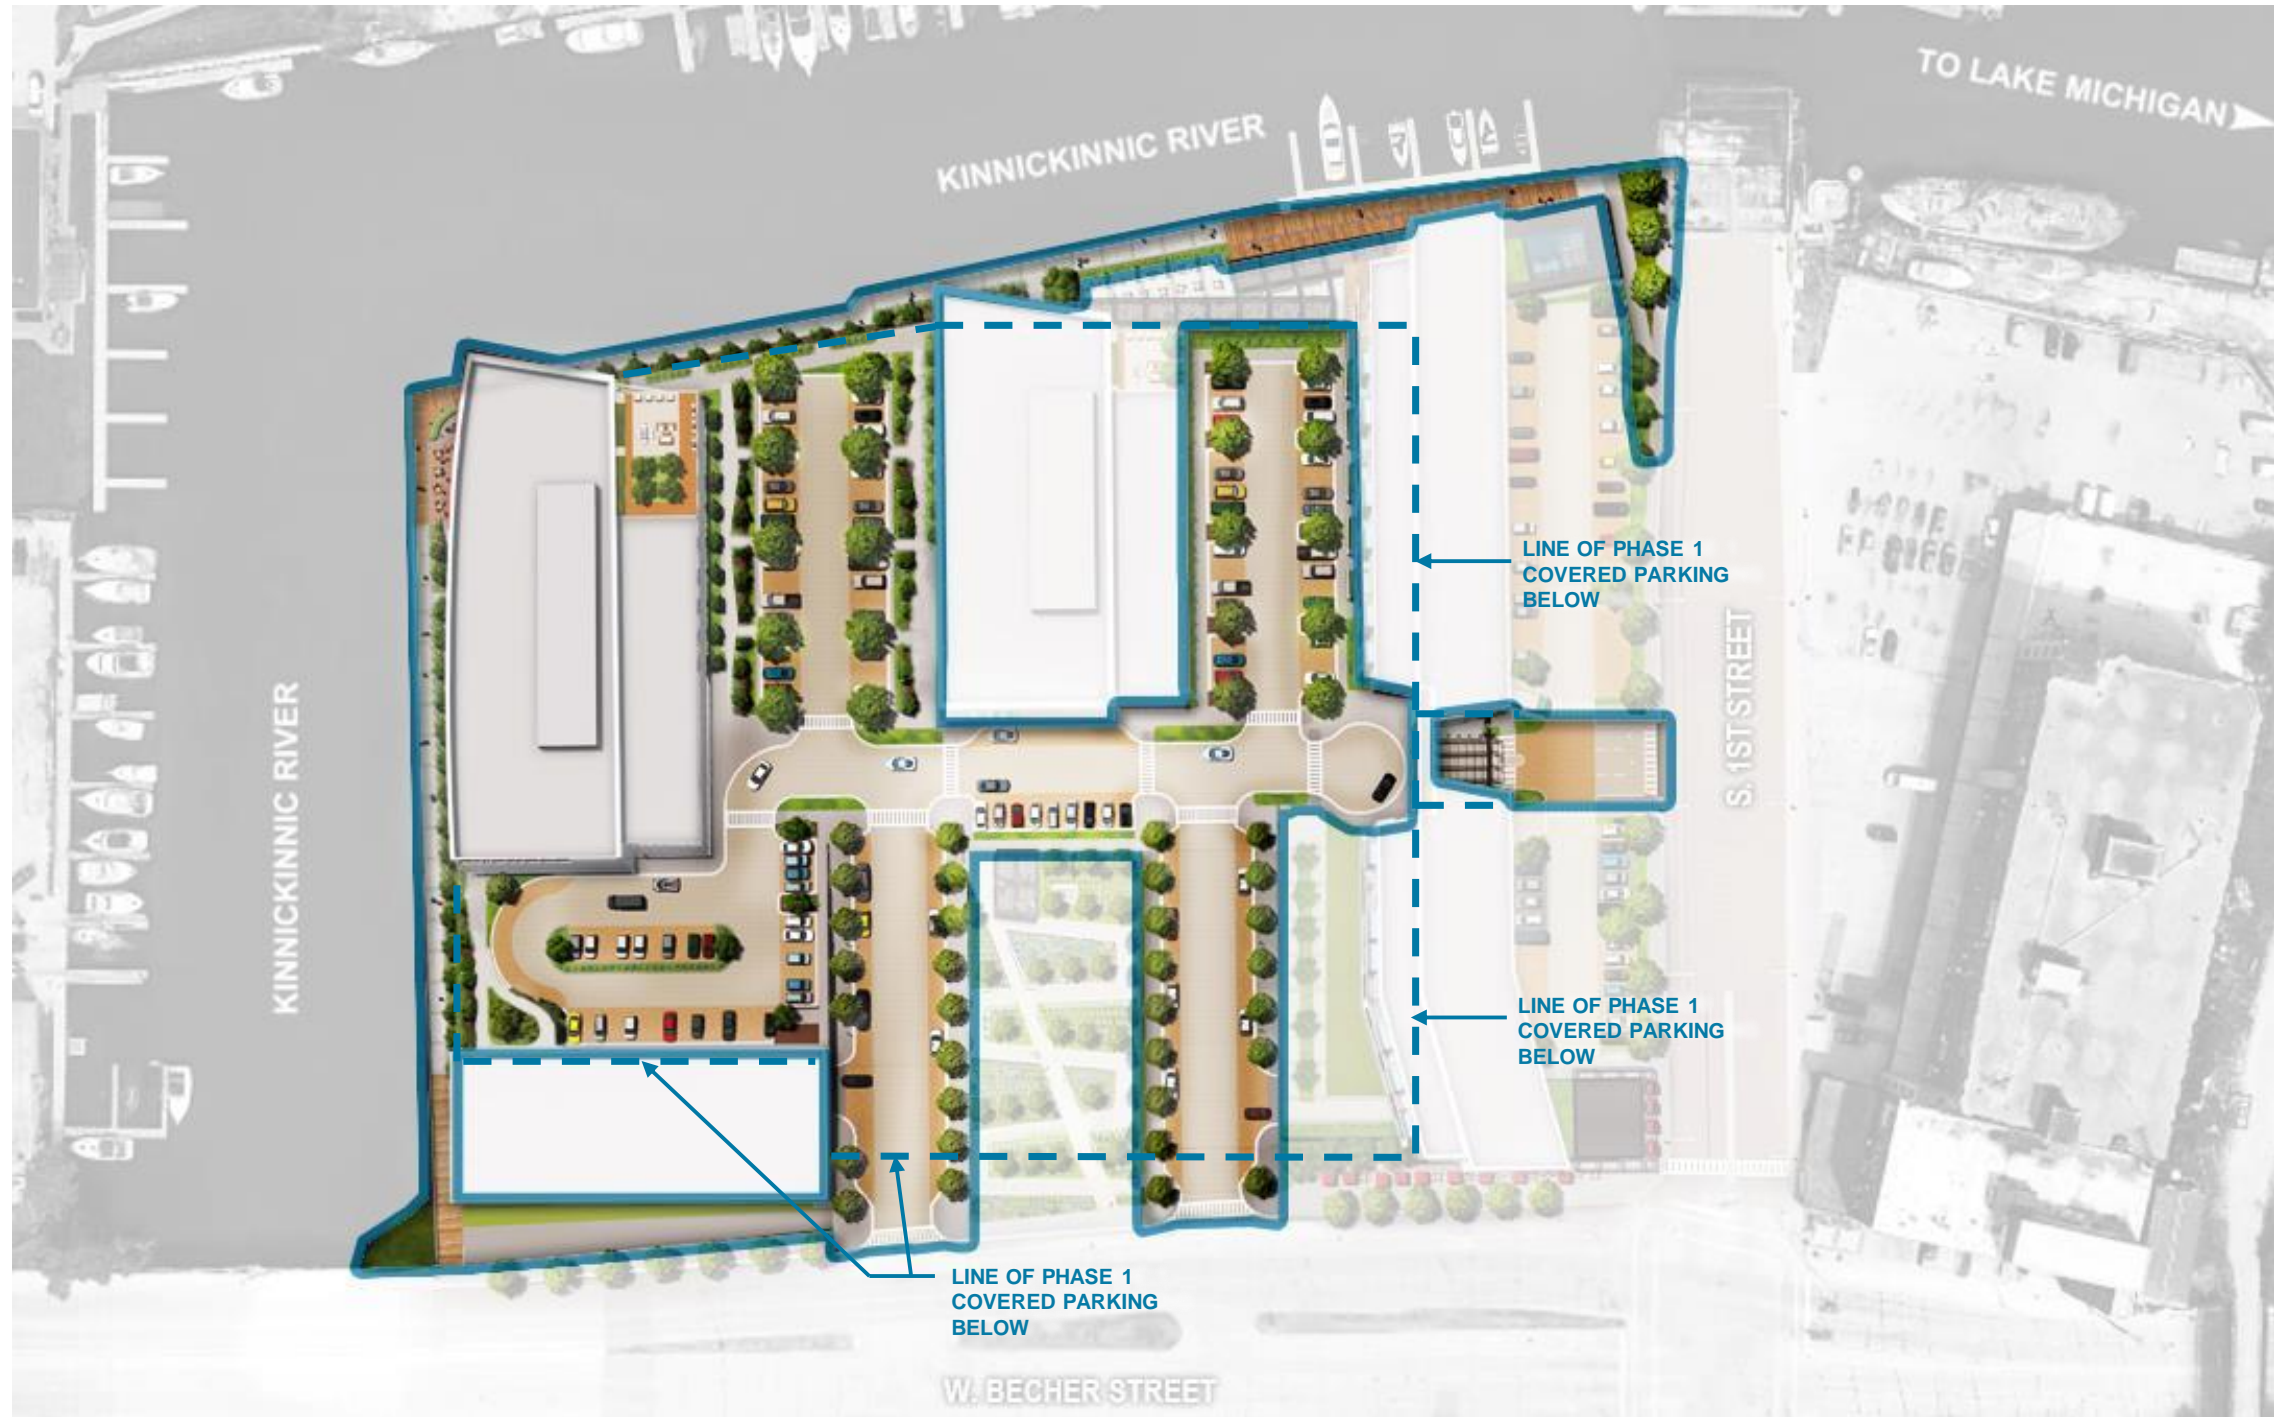 TO LAKE MICHIGAN
KINNICKINNIC RIVER
LINE OF PHASE 1
COVERED PARKING
BELOW
S. 1ST STREET
KINNICKINNIC RIVER
LINE OF PHASE 1
COVERED PARKING
BELOW
LINE OF PHASE 1
COVERED PARKING
BELOW
W. BECHER STREET